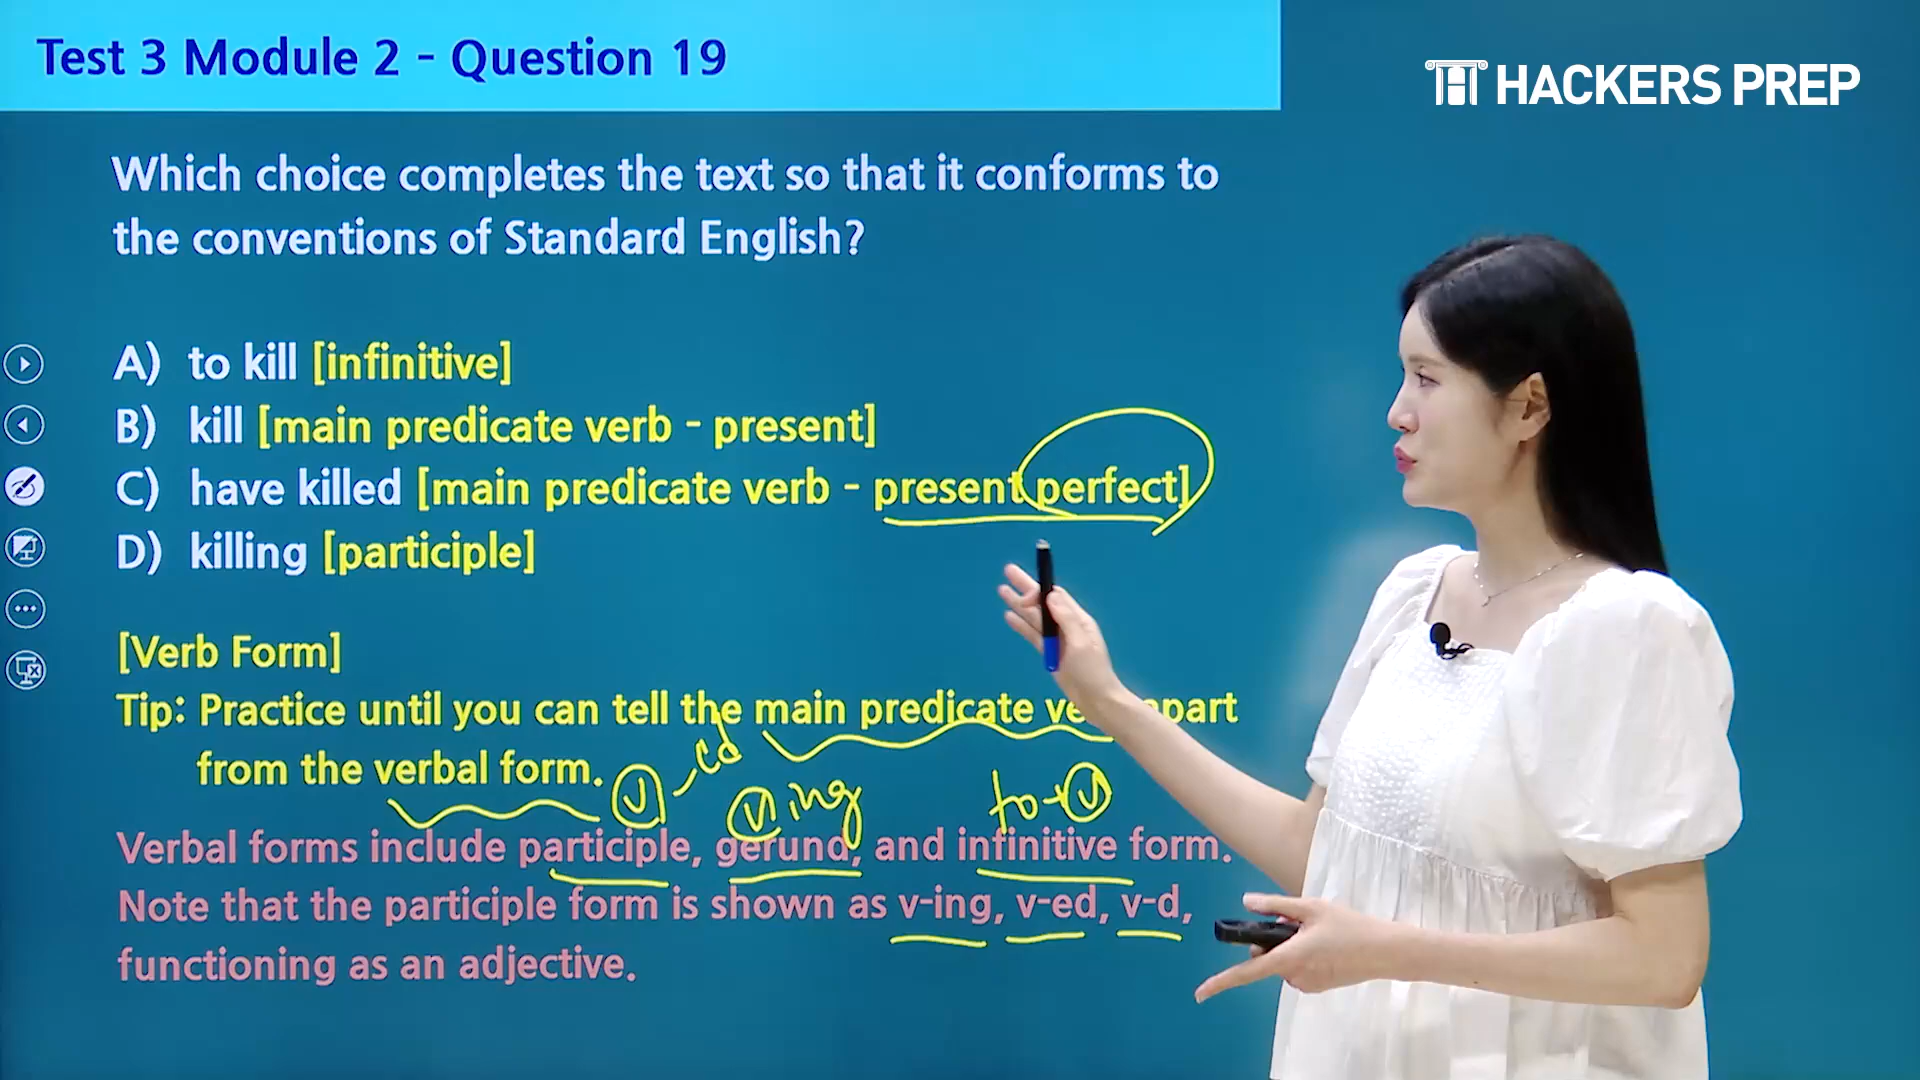 Test 3 Module 2 - Question 19
HACKERS PREP
Which choice completes the text so that it conforms to
the conventions of Standard English?
A) to kill [infinitive]
B) kill [main predicate verb - present]
C) have killed [main predicate verb - present perfect]
D) killing [participle]
[Verb Form]
Tip: Practice until you can tell the main predicate apart
from the verbal form.
v - ed
ving
to + v
Verbal forms include participle, gerund, and infinitive form.
Note that the participle form is shown as v-ing, v-ed, v-d,
functioning as an adjective.